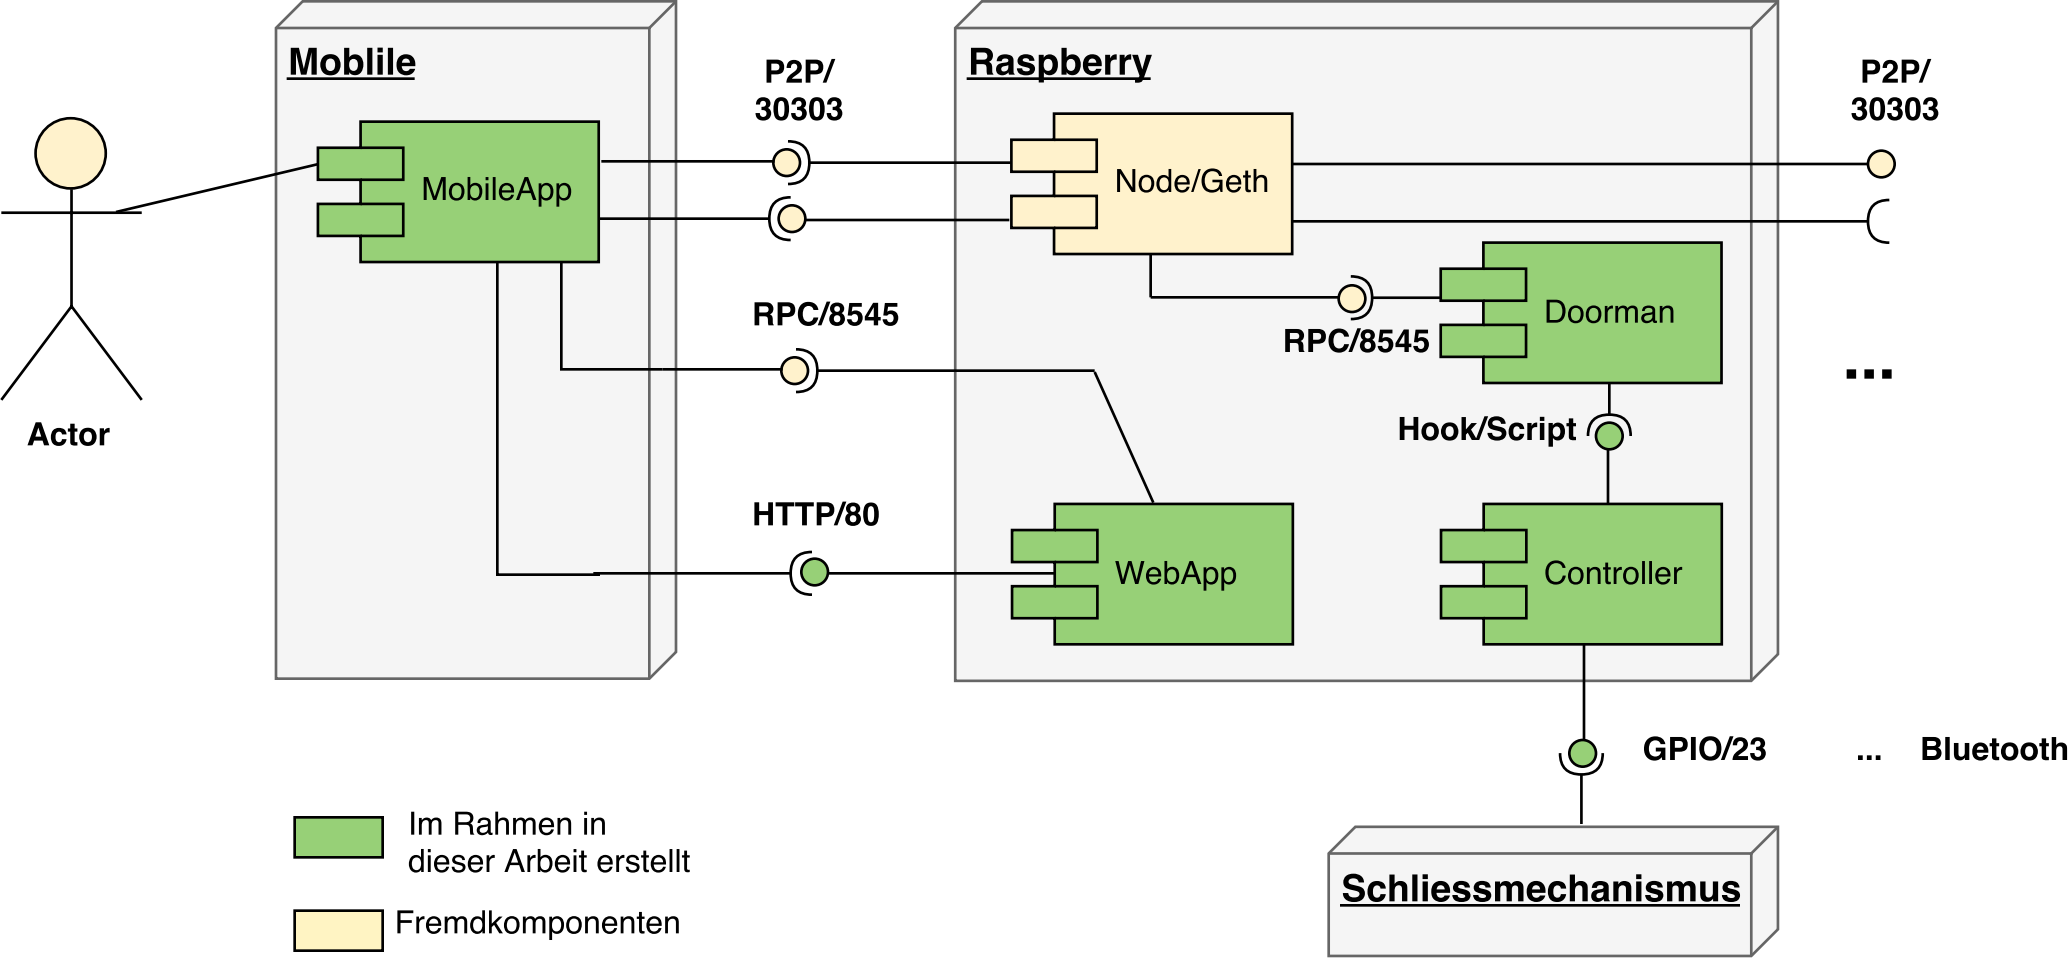 Moblile
P2P/
30303
Raspberry
P2P/
30303
MobileApp
Node/Geth
RPC/8545
Doorman
RPC/8545
...
Actor
Hook/Script
HTTP/80
WebApp
Controller
GPIO/23 ... Bluetooth
Im Rahmen in
dieser Arbeit erstellt
Schliessmechanismus
Fremdkomponenten